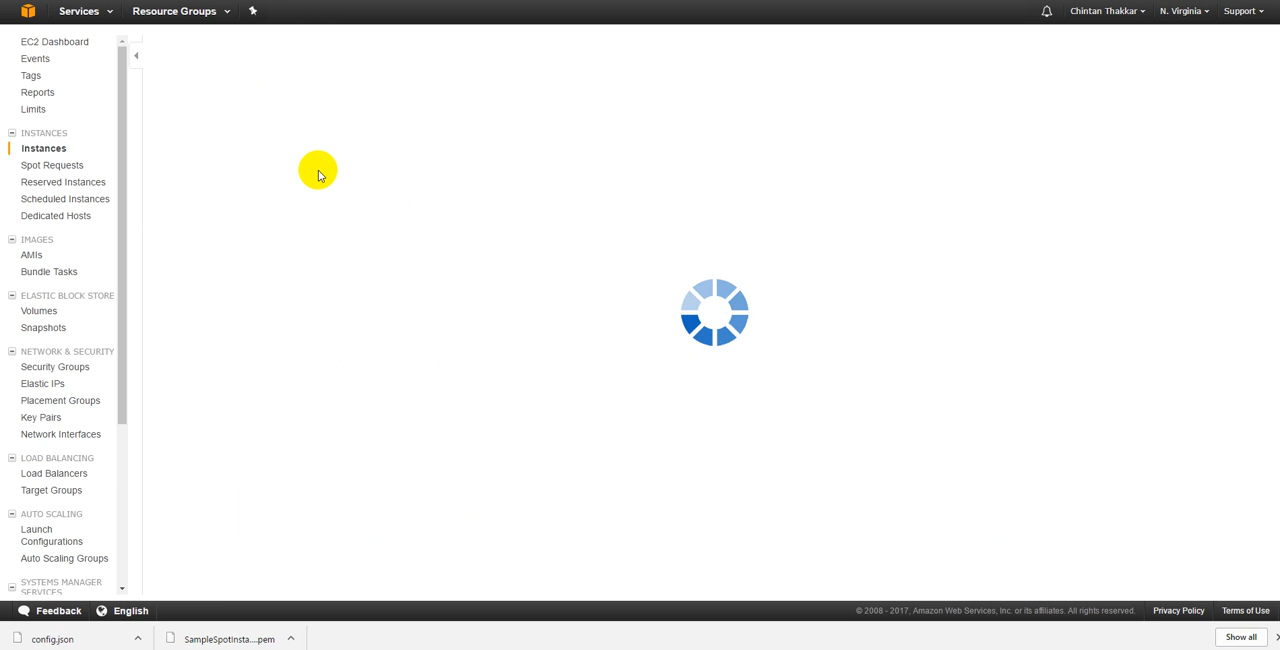 Services Resource Groups Chintan Thakkar N. Virginia Support
EC2 Dashboard
Events
Tags
Reports
Limits
INSTANCES
Instances
Spot Requests
Reserved Instances
Scheduled Instances
Dedicated Hosts
IMAGES
AMIs
Bundle Tasks
ELASTIC BLOCK STORE
Volumes
Snapshots
NETWORK & SECURITY
Security Groups
Elastic IPs
Placement Groups
Key Pairs
Network Interfaces
LOAD BALANCING
Load Balancers
Target Groups
AUTO SCALING
Launch
Configurations
Auto Scaling Groups
SYSTEMS MANAGER
SERVICES
Feedback English © 2008 - 2017, Amazon Web Services, Inc. or its affiliates. All rights reserved. Privacy Policy Terms of Use
config.json SampleSpotInsta....pem Show all